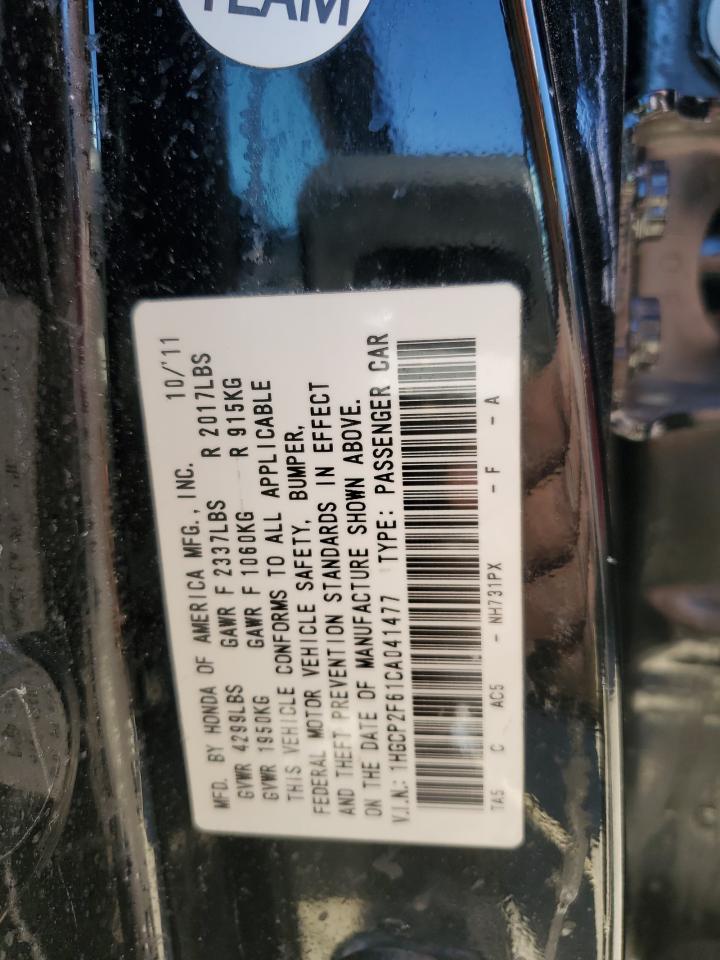 TEAM
MFD. BY HONDA OF AMERICA MFG., INC. 10/'11
GVWR 4299LBS GAWR F 2337LBS R 2017LBS
GVWR 1950KG GAWR F 1060KG R 915KG
THIS VEHICLE CONFORMS TO ALL APPLICABLE
FEDERAL MOTOR VEHICLE SAFETY, BUMPER,
AND THEFT PREVENTION STANDARDS IN EFFECT
ON THE DATE OF MANUFACTURE SHOWN ABOVE.
V.I.N.: 1HGCP2F61CA041477 TYPE: PASSENGER CAR
TA5 C AC5 - NH731PX - F - A